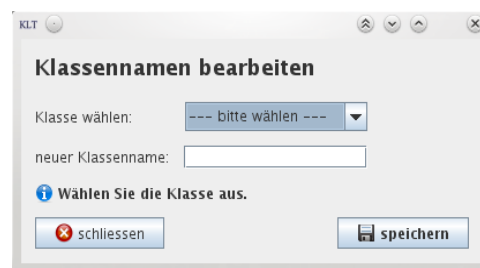 KLT
Klassennamen bearbeiten
Klasse wählen: --- bitte wählen ---
neuer Klassenname:
Wählen Sie die Klasse aus.
schliessen speichern